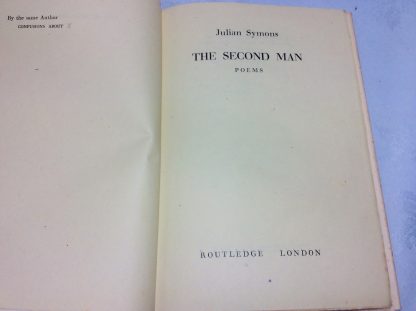 By the same Author
CONFUSIONS ABOUT X
Julian Symons
THE SECOND MAN
POEMS
ROUTLEDGE LONDON